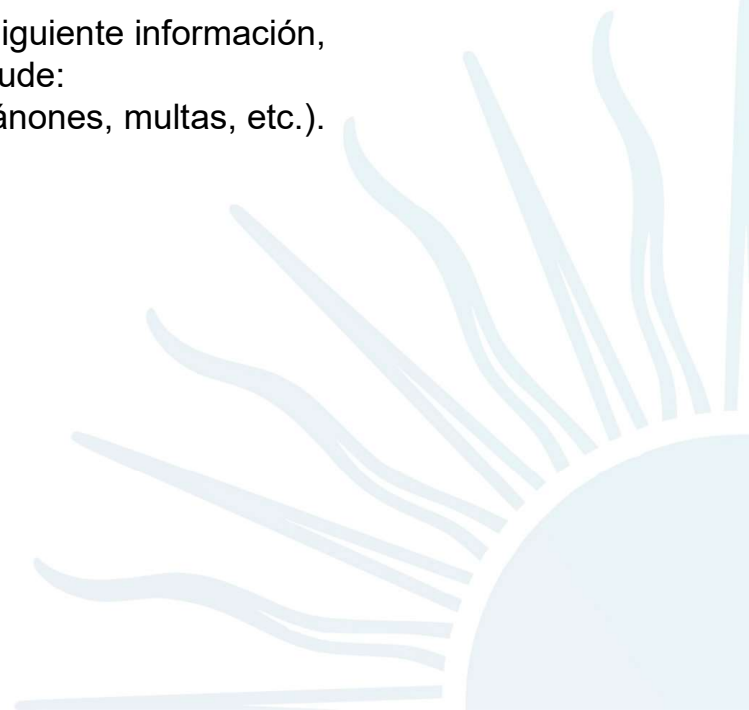 iguiente información,
ude:
ánones, multas, etc.).